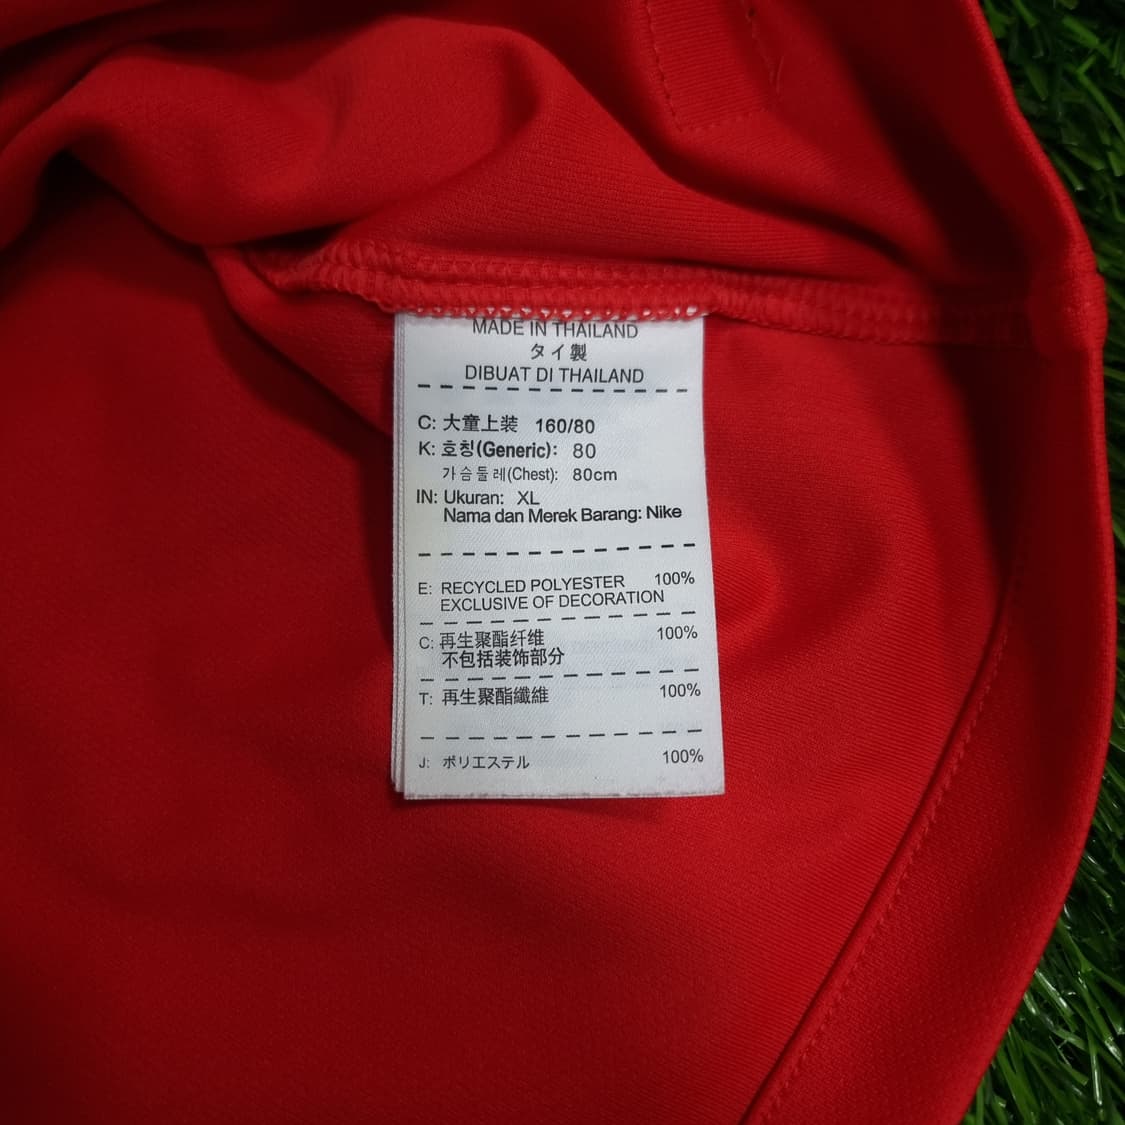 MADE IN THAILAND
タイ製
DIBUAT DI THAILAND
C: 大童上装 160/80
K: 호칭(Generic): 80
가슴둘레(Chest): 80cm
IN: Ukuran: XL
Nama dan Merek Barang: Nike
E: RECYCLED POLYESTER 100%
EXCLUSIVE OF DECORATION
C: 再生聚酯纤维 100%
不包括装饰部分
T: 再生聚酯纖維 100%
J: ポリエステル 100%